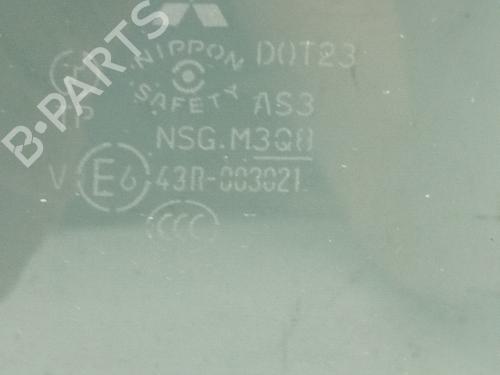 NIPPON
SAFETY
DOT23
AS3
NSG.M3Q8
V E6 43R-003021
CCC
B-PARTS